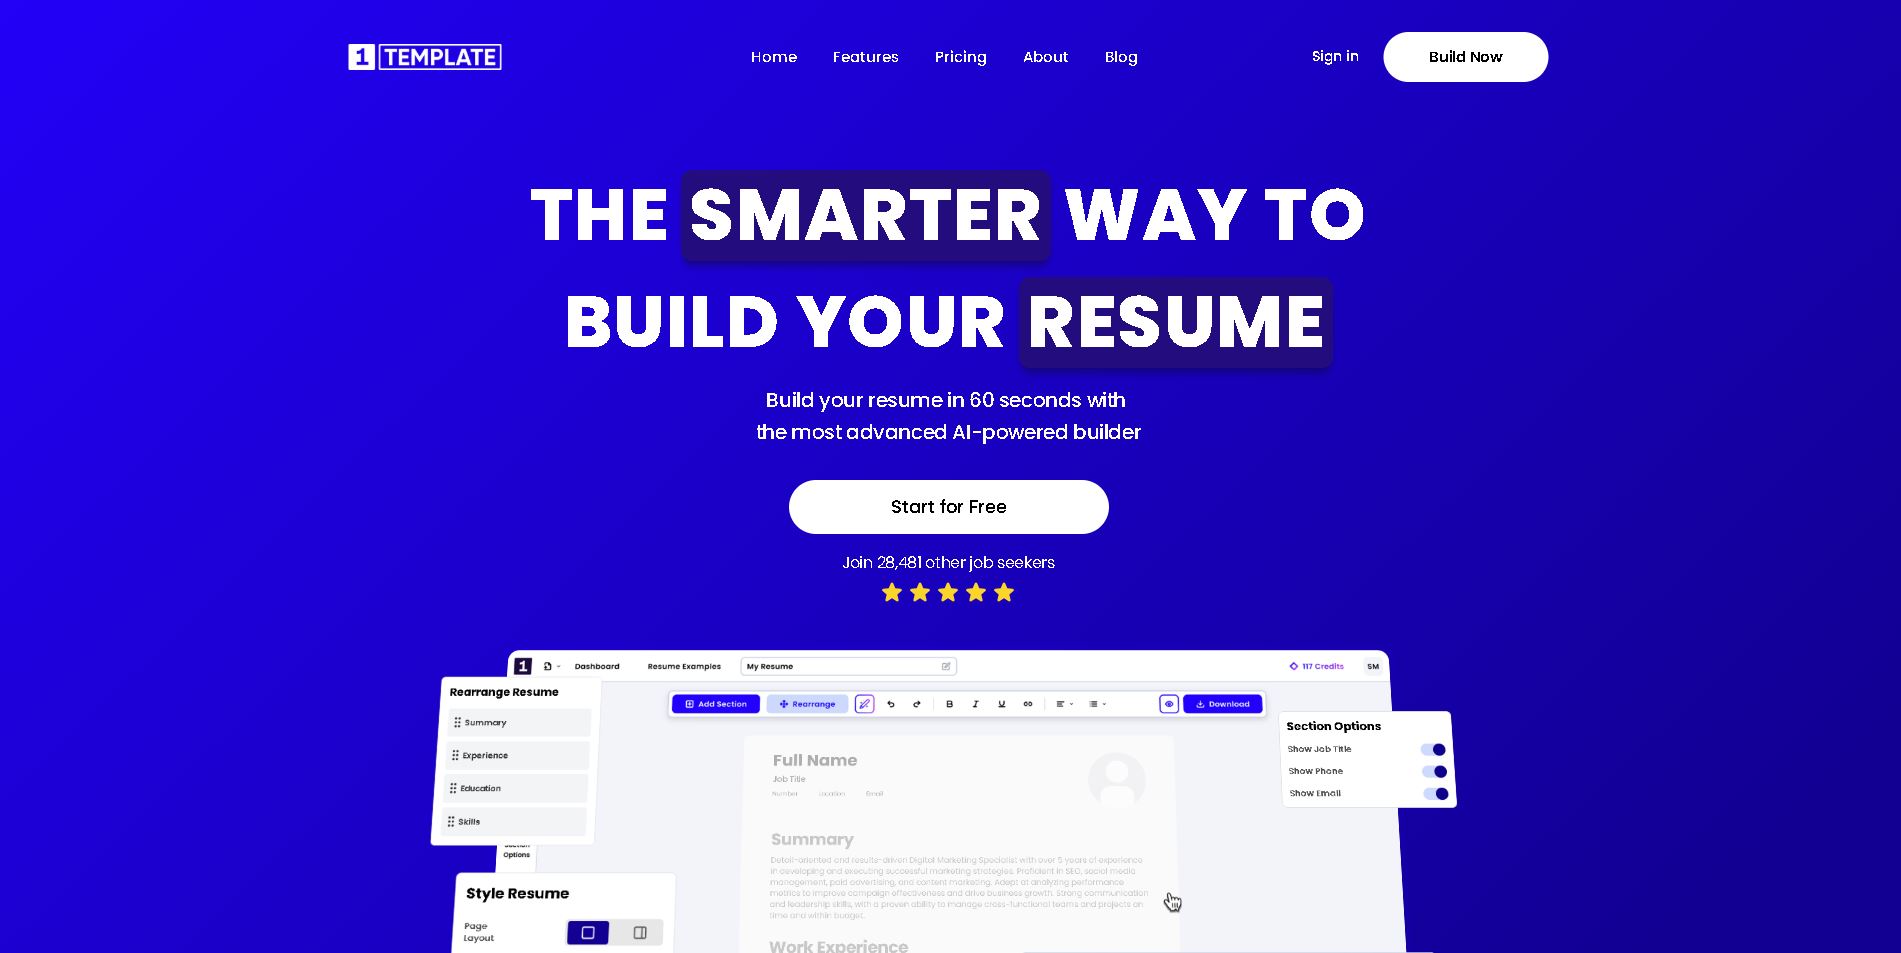 1 TEMPLATE
Home Features Pricing About Blog
Sign in
Build Now
THE SMARTER WAY TO
BUILD YOUR RESUME
Build your resume in 60 seconds with
the most advanced AI-powered builder
Start for Free
Join 28,481 other job seekers
1 Dashboard Resume Examples My Resume 117 Credits SM
Add Section Rearrange B I U Download
Rearrange Resume
Summary
Experience
Education
Skills
Section
Options
Style Resume
Page
Layout
Full Name
Job Title
Number Location Email
Summary
Detail-oriented and results-driven Digital Marketing Specialist with over 5 years of experience
in developing and executing successful marketing strategies. Proficient in SEO, social media
management, paid advertising, and content marketing. Adept at analyzing performance
metrics to improve campaign effectiveness and drive business growth. Strong communication
and leadership skills, with a proven ability to manage cross-functional teams and projects on
time and within budget.
Work Experience
Section Options
Show Job Title
Show Phone
Show Email